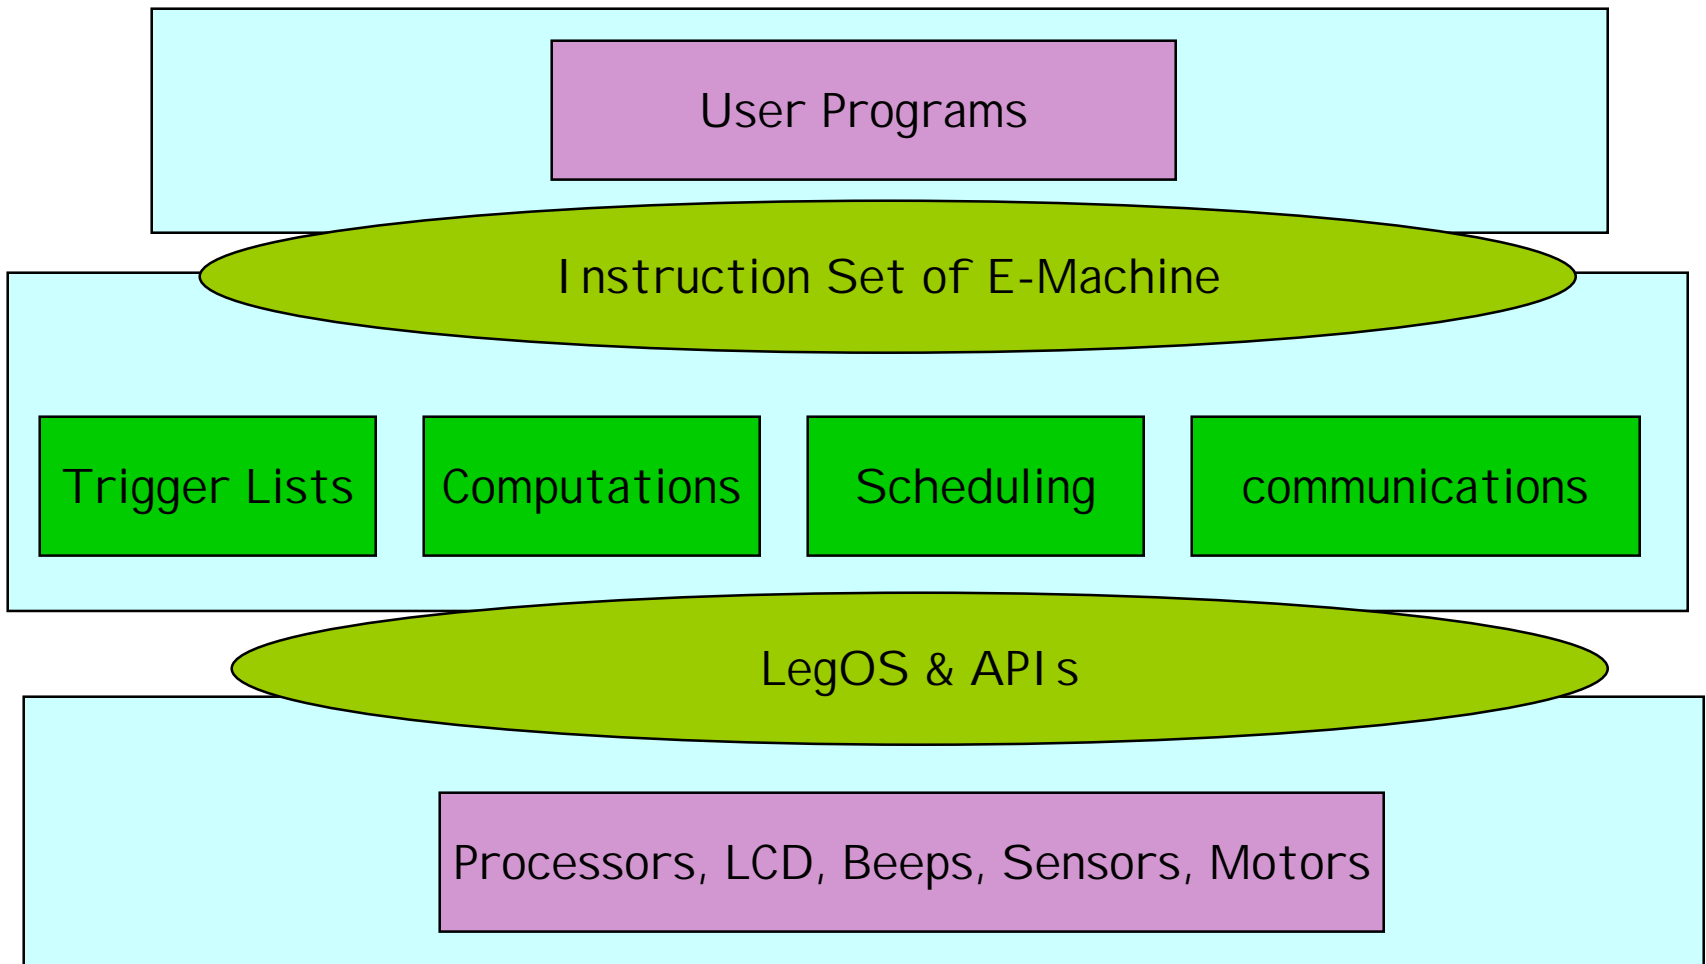 User Programs
Instruction Set of E-Machine
Trigger Lists
Computations
Scheduling
communications
LegOS & APIs
Processors, LCD, Beeps, Sensors, Motors